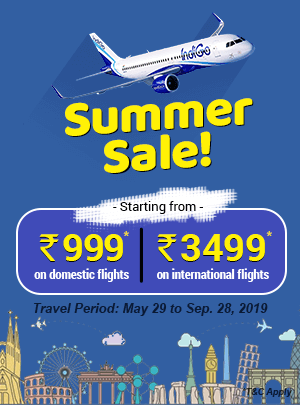 IndiGo
Summer
Sale!
- Starting from -
₹999* ₹3499*
on domestic flights on international flights
Travel Period: May 29 to Sep. 28, 2019
T&C Apply